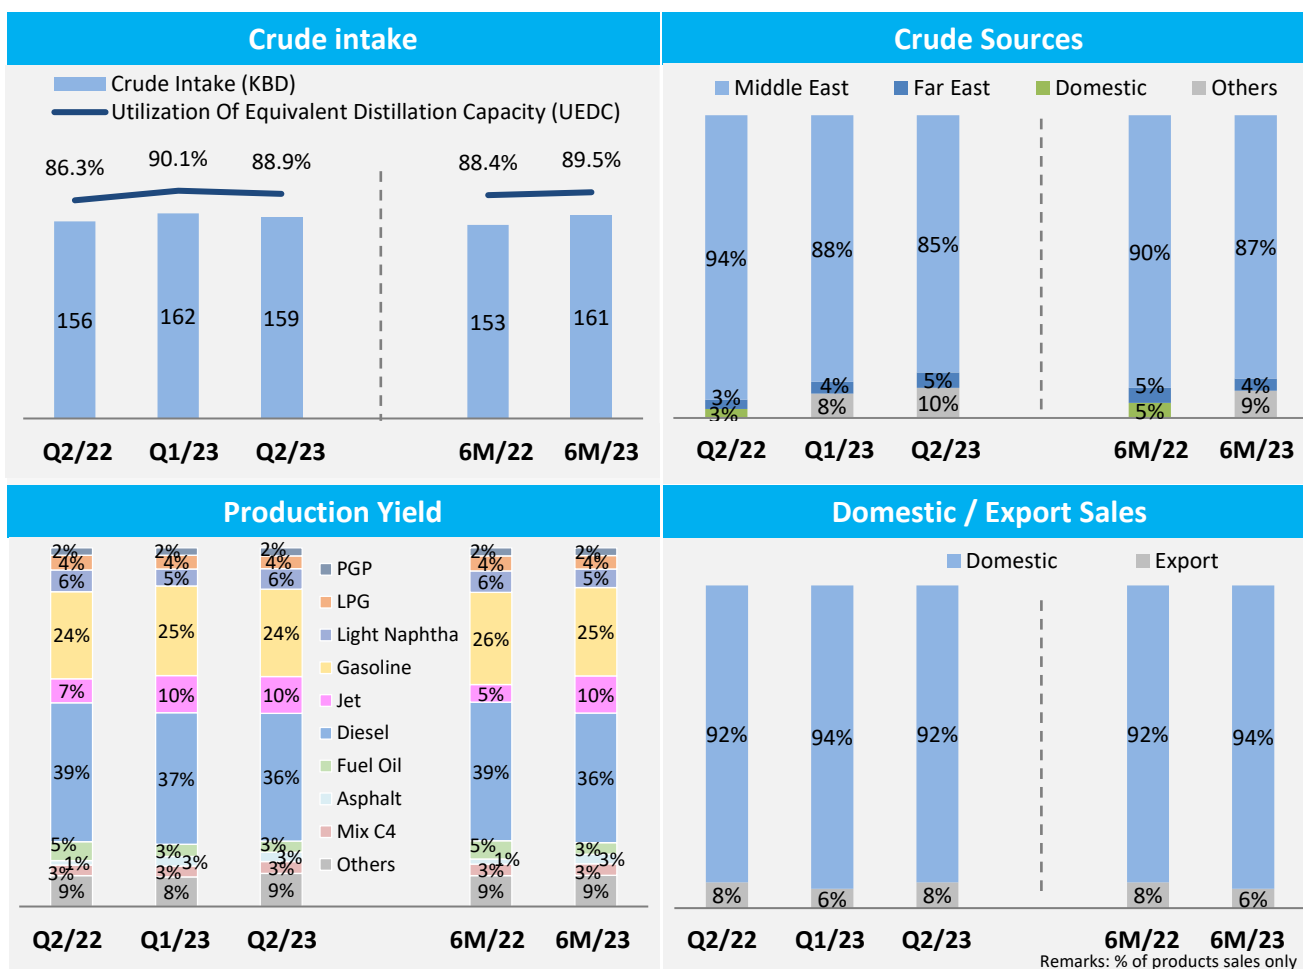 Crude intake
Crude Intake (KBD)
Utilization Of Equivalent Distillation Capacity (UEDC)
86.3% 90.1% 88.9% 88.4% 89.5%
156 162 159 153 161
Q2/22 Q1/23 Q2/23 6M/22 6M/23
Crude Sources
Middle East Far East Domestic Others
94% 88% 85% 90% 87%
3% 4% 5% 5% 4%
3% 8% 10% 5% 9%
Q2/22 Q1/23 Q2/23 6M/22 6M/23
Production Yield
2% 2% 2% 2% 2%
4% 4% 4% 4% 4%
6% 5% 6% 6% 5%
24% 25% 24% 26% 25%
7% 10% 10% 5% 10%
39% 37% 36% 39% 36%
5% 3% 3% 5% 3%
1% 3% 3% 1% 3%
3% 3% 3% 3% 3%
9% 8% 9% 9% 9%
PGP
LPG
Light Naphtha
Gasoline
Jet
Diesel
Fuel Oil
Asphalt
Mix C4
Others
Q2/22 Q1/23 Q2/23 6M/22 6M/23
Domestic / Export Sales
Domestic Export
92% 94% 92% 92% 94%
8% 6% 8% 8% 6%
Q2/22 Q1/23 Q2/23 6M/22 6M/23
Remarks: % of products sales only